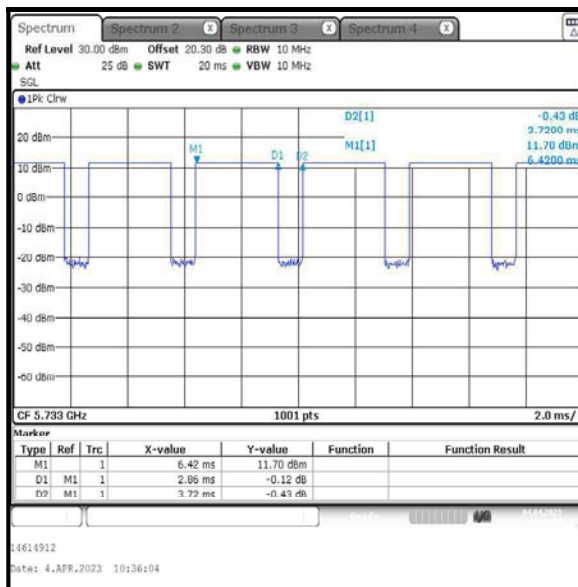 Spectrum Spectrum 2 X Spectrum 3 X Spectrum 4 X
Ref Level 30.00 dBm Offset 20.30 dB RBW 10 MHz
Att 25 dB SWT 20 ms VBW 10 MHz
SGL
1Pk Clrw
D2[1] -0.43 dB
3.7200 ms
M1[1] 11.70 dBm
6.4200 ms
20 dBm
M1 D1 D2
10 dBm
0 dBm
-10 dBm
-20 dBm
-30 dBm
-40 dBm
-50 dBm
-60 dBm
CF 5.733 GHz 1001 pts 2.0 ms/
Marker
Type Ref Trc X-value Y-value Function Function Result
M1 1 6.42 ms 11.70 dBm
D1 M1 1 2.86 ms -0.12 dB
D2 M1 1 3.72 ms -0.43 dB
14614912
Date: 4.APR.2023 10:36:04